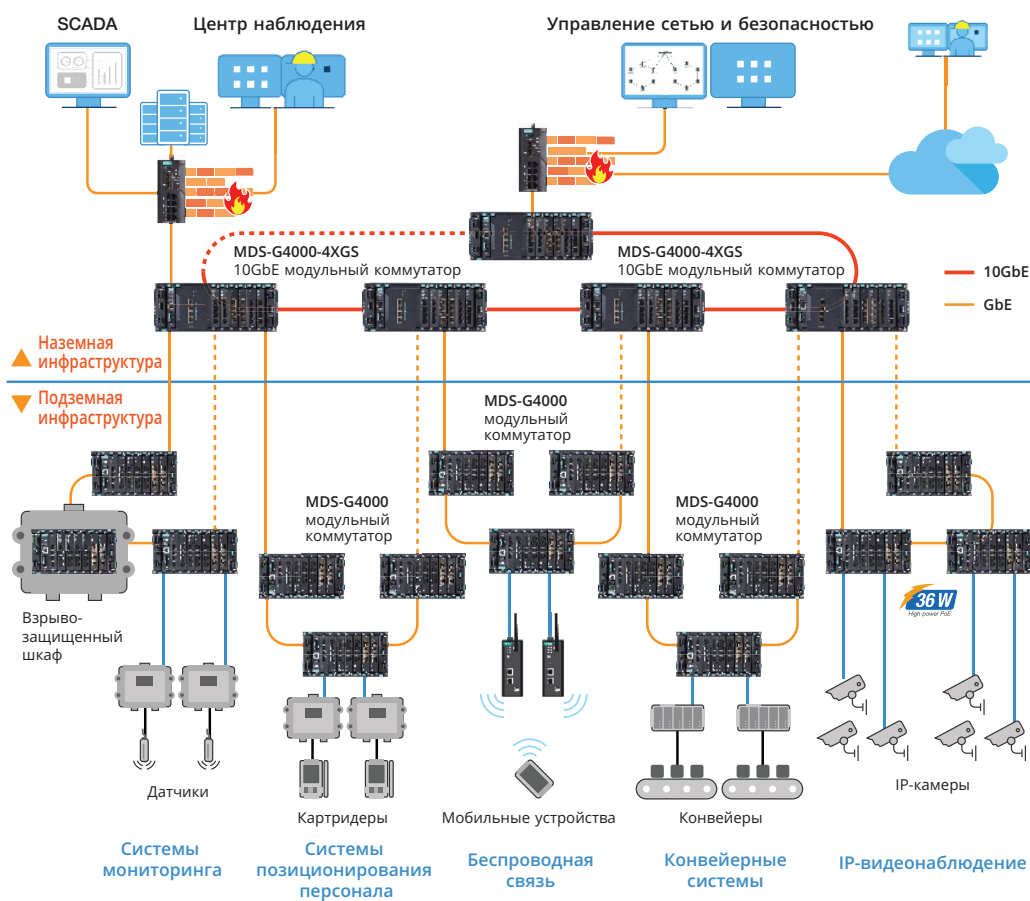 SCADA
Центр наблюдения
Управление сетью и безопасностью
MDS-G4000-4XGS
10GbE модульный коммутатор
MDS-G4000-4XGS
10GbE модульный коммутатор
10GbE
GbE
Наземная
инфраструктура
Подземная
инфраструктура
MDS-G4000
модульный
коммутатор
MDS-G4000
модульный
коммутатор
MDS-G4000
модульный
коммутатор
36 W
High-power PoE
Взрыво-
защищенный
шкаф
Датчики
Картридеры
Мобильные устройства
Конвейеры
IP-камеры
Системы
мониторинга
Системы
позиционирования
персонала
Беспроводная
связь
Конвейерные
системы
IP-видеонаблюдение